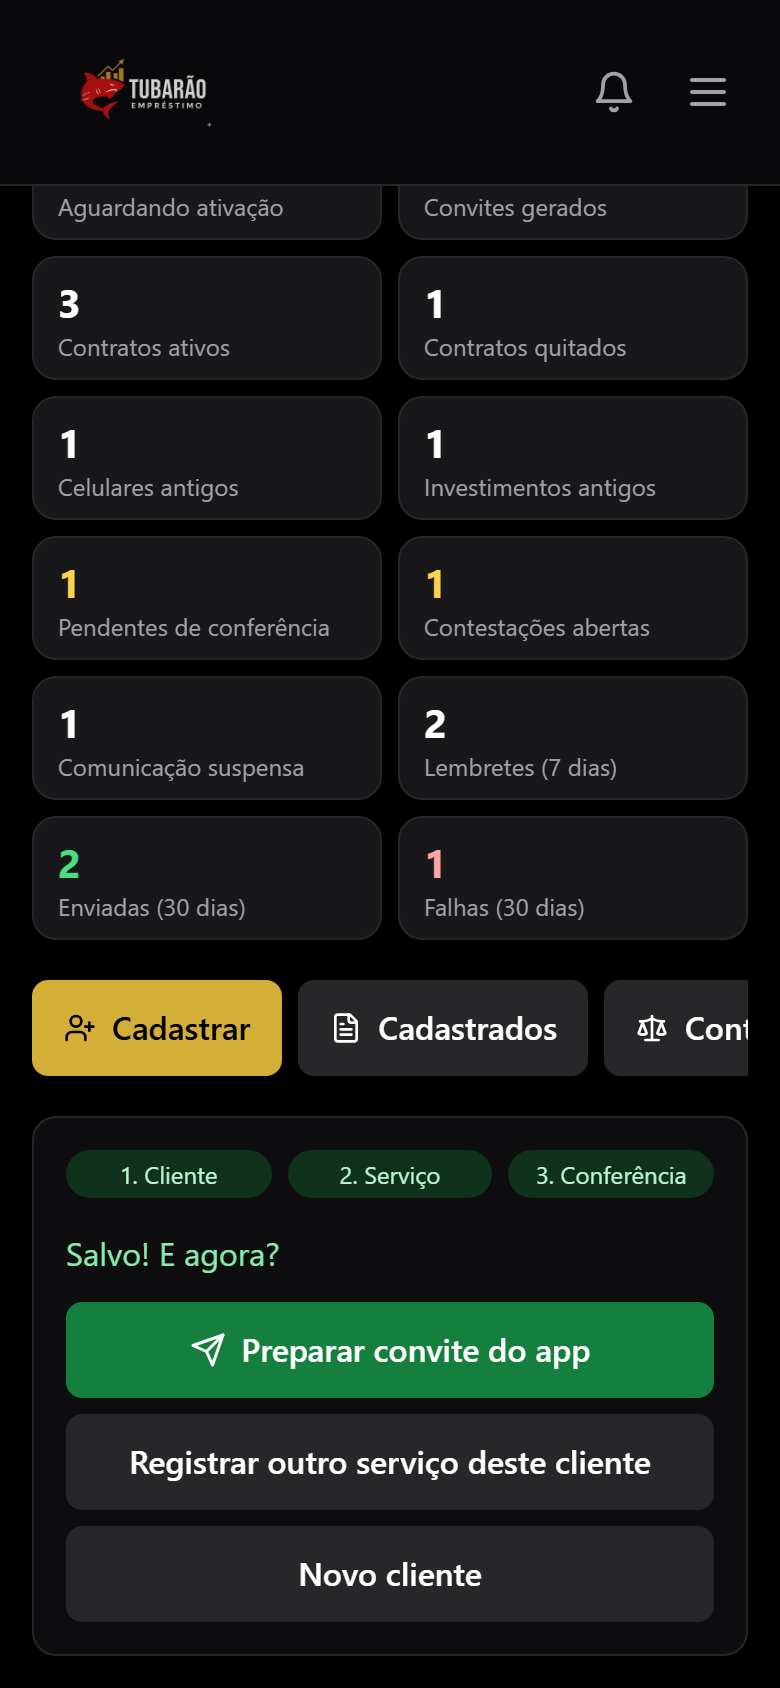 TUBARÃO
EMPRÉSTIMO
Aguardando ativação
Convites gerados
3
Contratos ativos
1
Contratos quitados
1
Celulares antigos
1
Investimentos antigos
1
Pendentes de conferência
1
Contestações abertas
1
Comunicação suspensa
2
Lembretes (7 dias)
2
Enviadas (30 dias)
1
Falhas (30 dias)
Cadastrar
Cadastrados
Cont
1. Cliente
2. Serviço
3. Conferência
Salvo! E agora?
Preparar convite do app
Registrar outro serviço deste cliente
Novo cliente